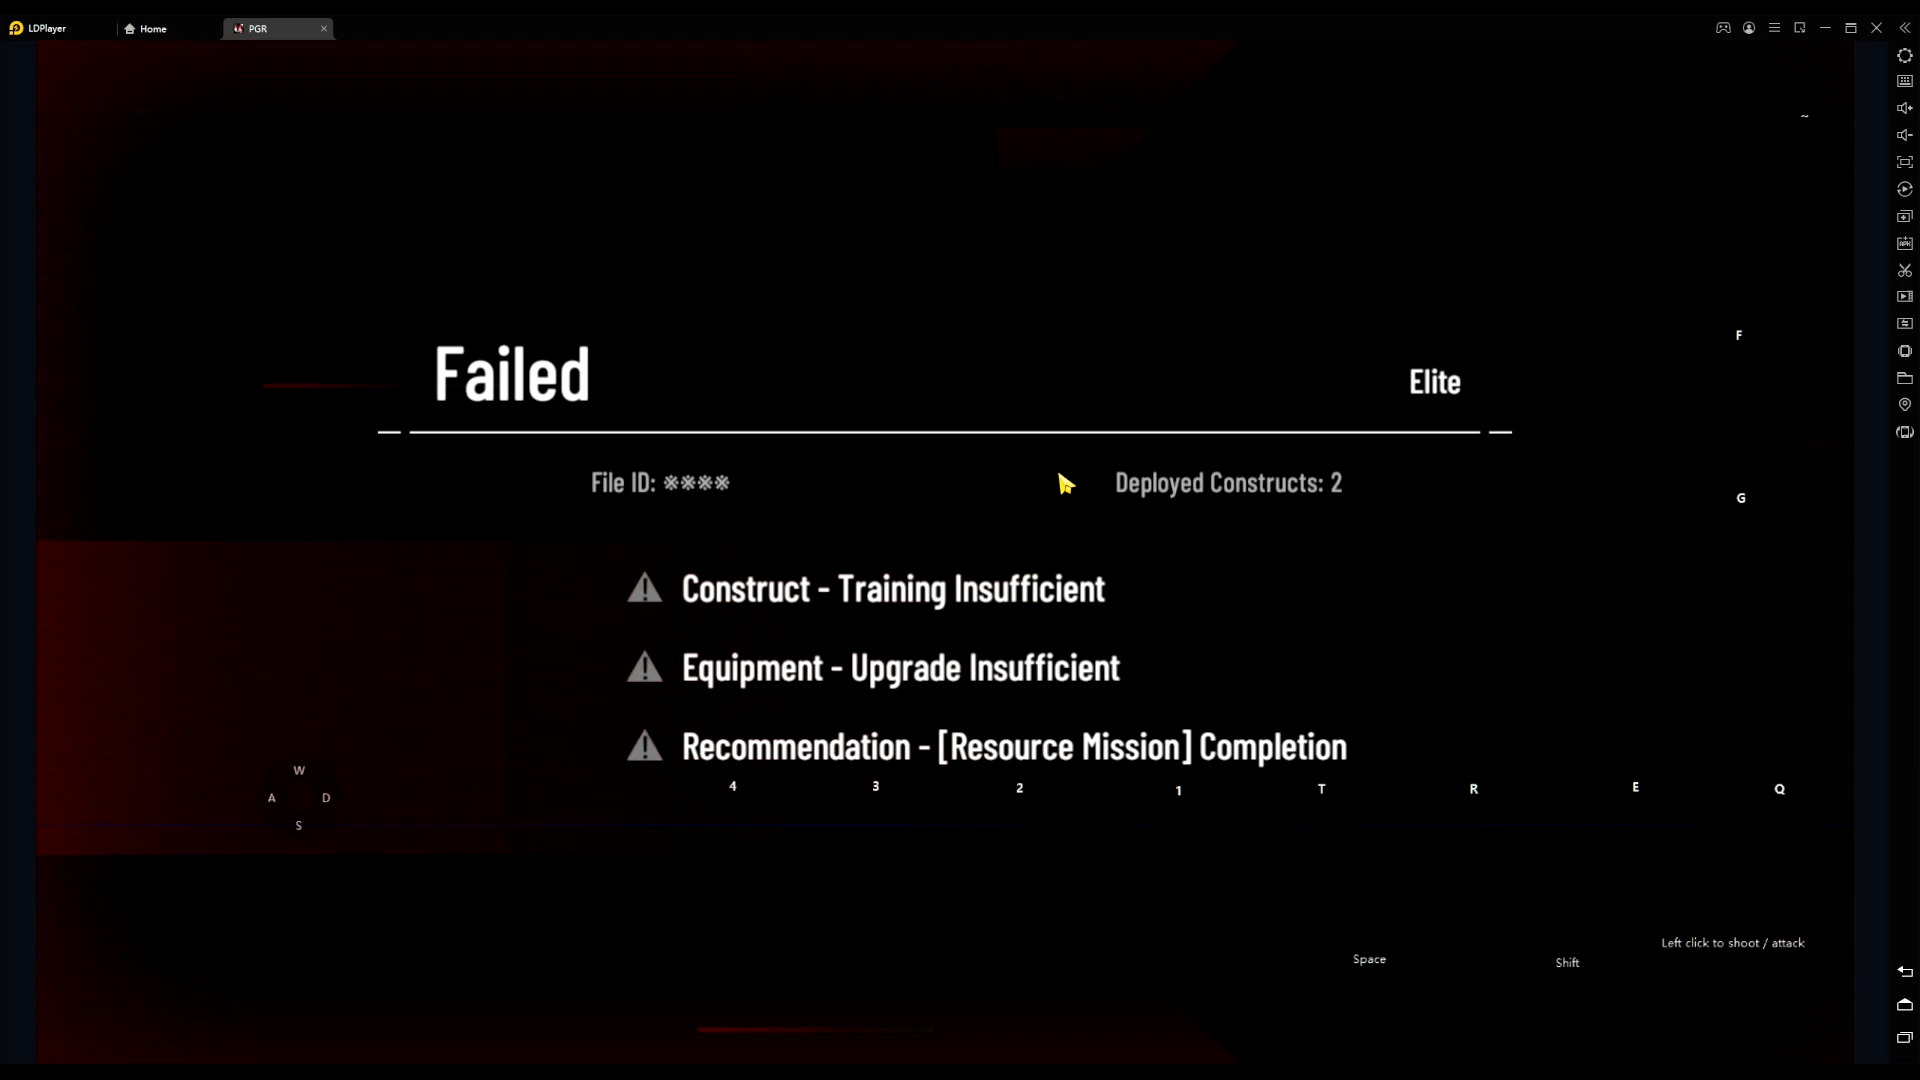 LDPlayer
Home
PGR
~
F
Failed
Elite
File ID: ※※※※
Deployed Constructs: 2
G
Construct - Training Insufficient
Equipment - Upgrade Insufficient
Recommendation - [Resource Mission] Completion
W
A D
S
4 3 2 1 T R E Q
Left click to shoot / attack
Space
Shift